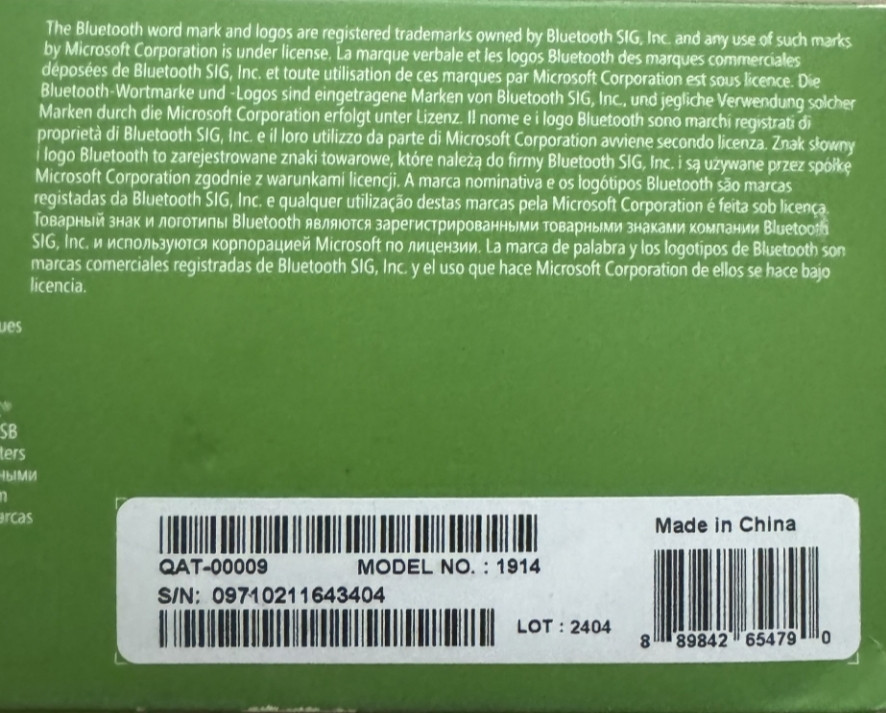 The Bluetooth word mark and logos are registered trademarks owned by Bluetooth SIG, Inc. and any use of such marks
by Microsoft Corporation is under license. La marque verbale et les logos Bluetooth des marques commerciales
déposées de Bluetooth SIG, Inc. et toute utilisation de ces marques par Microsoft Corporation est sous licence. Die
Bluetooth-Wortmarke und -Logos sind eingetragene Marken von Bluetooth SIG, Inc., und jegliche Verwendung solcher
Marken durch die Microsoft Corporation erfolgt unter Lizenz. Il nome e i logo Bluetooth sono marchi registrati di
proprietà di Bluetooth SIG, Inc. e il loro utilizzo da parte di Microsoft Corporation avviene secondo licenza. Znak słowny
i logo Bluetooth to zarejestrowane znaki towarowe, które należą do firmy Bluetooth SIG, Inc. i są używane przez spółkę
Microsoft Corporation zgodnie z warunkami licencji. A marca nominativa e os logótipos Bluetooth são marcas
registadas da Bluetooth SIG, Inc. e qualquer utilização destas marcas pela Microsoft Corporation é feita sob licença.
Товарный знак и логотипы Bluetooth являются зарегистрированными товарными знаками компании Bluetooth
SIG, Inc. и используются корпорацией Microsoft по лицензии. La marca de palabra y los logotipos de Bluetooth son
marcas comerciales registradas de Bluetooth SIG, Inc. y el uso que hace Microsoft Corporation de ellos se hace bajo
licencia.
ues
SB
ters
ными
n
arcas
Made in China
QAT-00009 MODEL NO. : 1914
S/N: 09710211643404
LOT : 2404
8 89842 65479 0